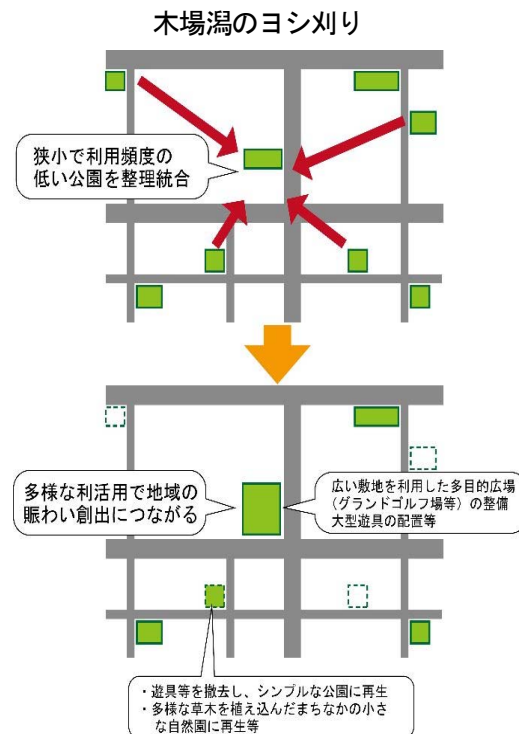 木場潟のヨシ刈り
狭小で利用頻度の
低い公園を整理統合
多様な利活用で地域の
賑わい創出につながる
広い敷地を利用した多目的広場
（グランドゴルフ場等）の整備
大型遊具の配置等
・遊具等を撤去し、シンプルな公園に再生
・多様な草木を植え込んだまちなかの小さ
な自然園に再生等